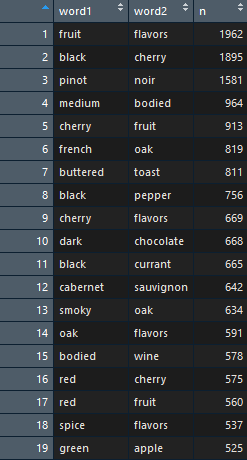 word1 word2 n
1 fruit flavors 1962
2 black cherry 1895
3 pinot noir 1581
4 medium bodied 964
5 cherry fruit 913
6 french oak 819
7 buttered toast 811
8 black pepper 756
9 cherry flavors 669
10 dark chocolate 668
11 black currant 665
12 cabernet sauvignon 642
13 smoky oak 634
14 oak flavors 591
15 bodied wine 578
16 red cherry 575
17 red fruit 560
18 spice flavors 537
19 green apple 525